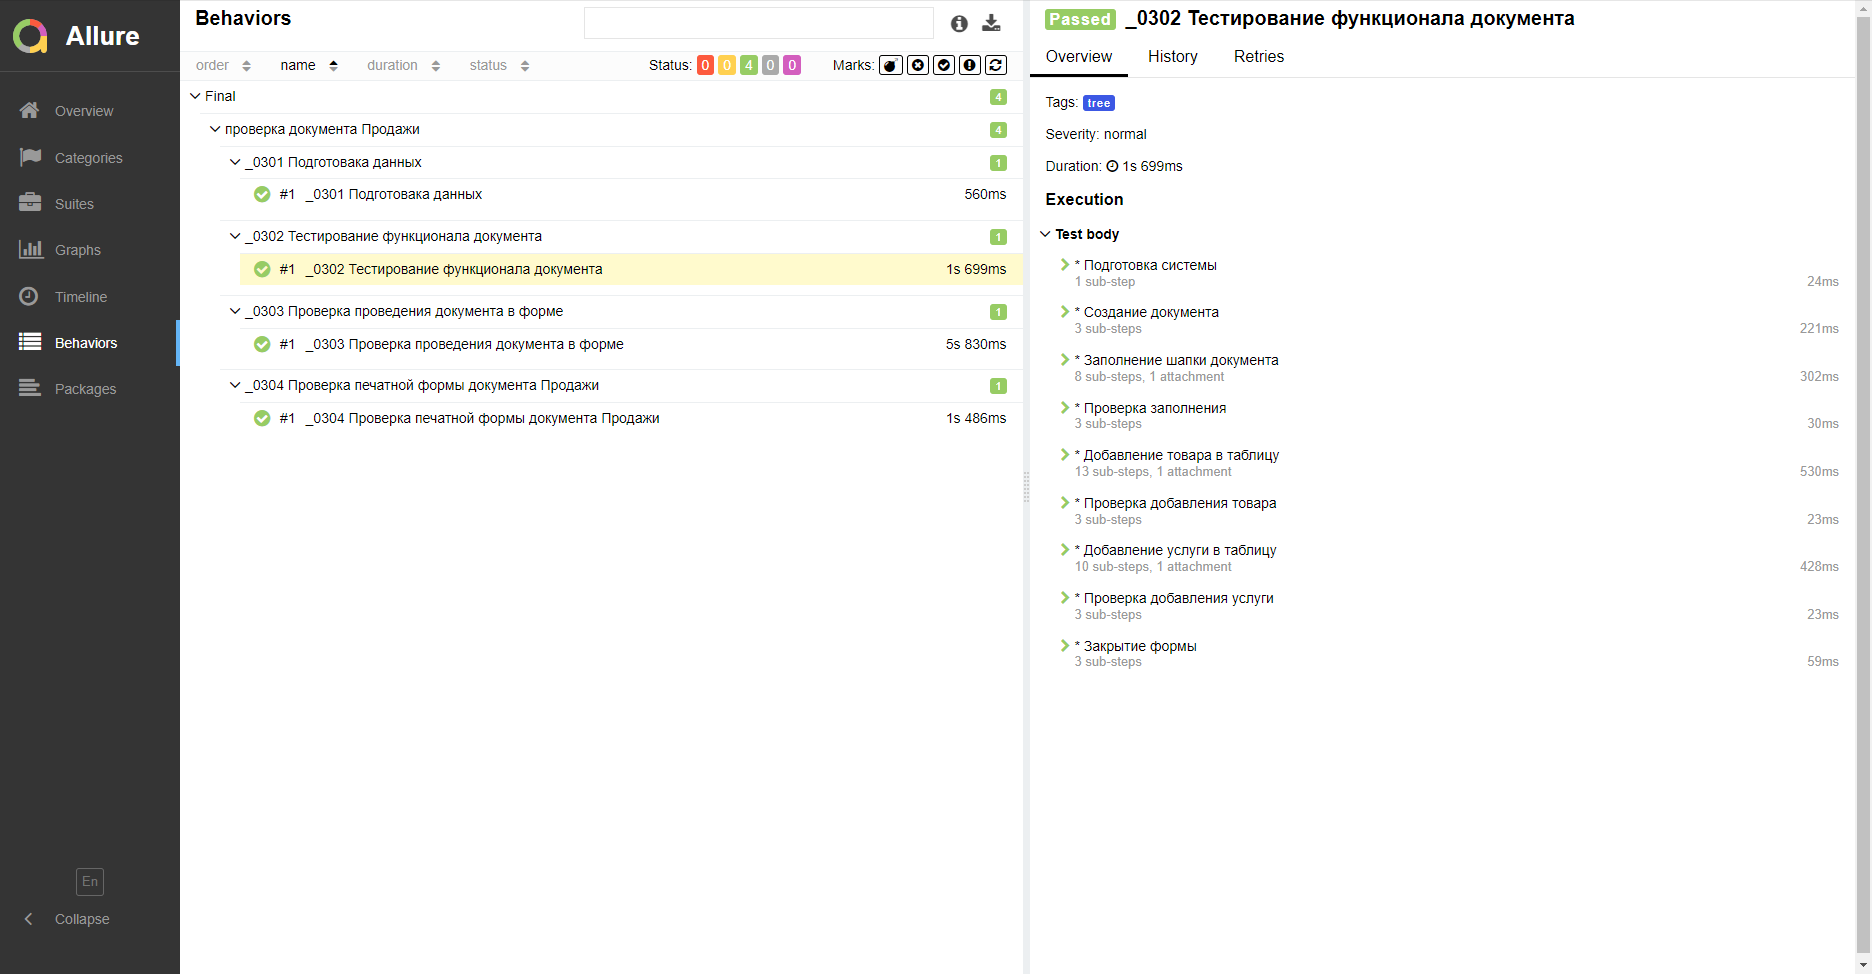 Allure
Overview
Categories
Suites
Graphs
Timeline
Behaviors
Packages
En
Collapse
Behaviors
order name duration status Status: 0 0 4 0 0 Marks:
Final 4
проверка документа Продажи 4
_0301 Подготовака данных 1
#1 _0301 Подготовака данных 560ms
_0302 Тестирование функционала документа 1
#1 _0302 Тестирование функционала документа 1s 699ms
_0303 Проверка проведения документа в форме 1
#1 _0303 Проверка проведения документа в форме 5s 830ms
_0304 Проверка печатной формы документа Продажи 1
#1 _0304 Проверка печатной формы документа Продажи 1s 486ms
Passed _0302 Тестирование функционала документа
Overview History Retries
Tags: tree
Severity: normal
Duration: 1s 699ms
Execution
Test body
* Подготовка системы
1 sub-step 24ms
* Создание документа
3 sub-steps 221ms
* Заполнение шапки документа
8 sub-steps, 1 attachment 302ms
* Проверка заполнения
3 sub-steps 30ms
* Добавление товара в таблицу
13 sub-steps, 1 attachment 530ms
* Проверка добавления товара
3 sub-steps 23ms
* Добавление услуги в таблицу
10 sub-steps, 1 attachment 428ms
* Проверка добавления услуги
3 sub-steps 23ms
* Закрытие формы
3 sub-steps 59ms